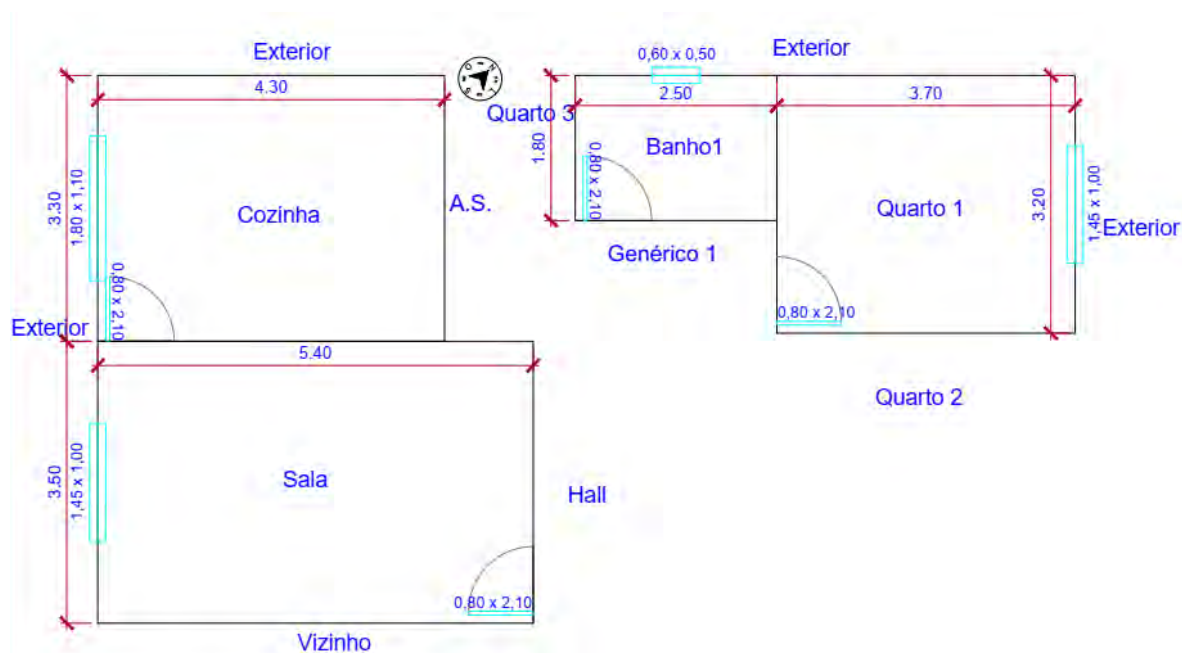 Exterior
4.30
3.30
1,80 x 1,10
Cozinha
A.S.
0,80 x 2,10
Exterior
5.40
3.50
1,45 x 1,00
Sala
Hall
0,80 x 2,10
Vizinho
0,60 x 0,50
Exterior
2.50
3.70
Quarto 3
1.80
Banho1
0,80 x 2,10
Genérico 1
Quarto 1
3.20
1,45 x 1,00
Exterior
0,80 x 2,10
Quarto 2